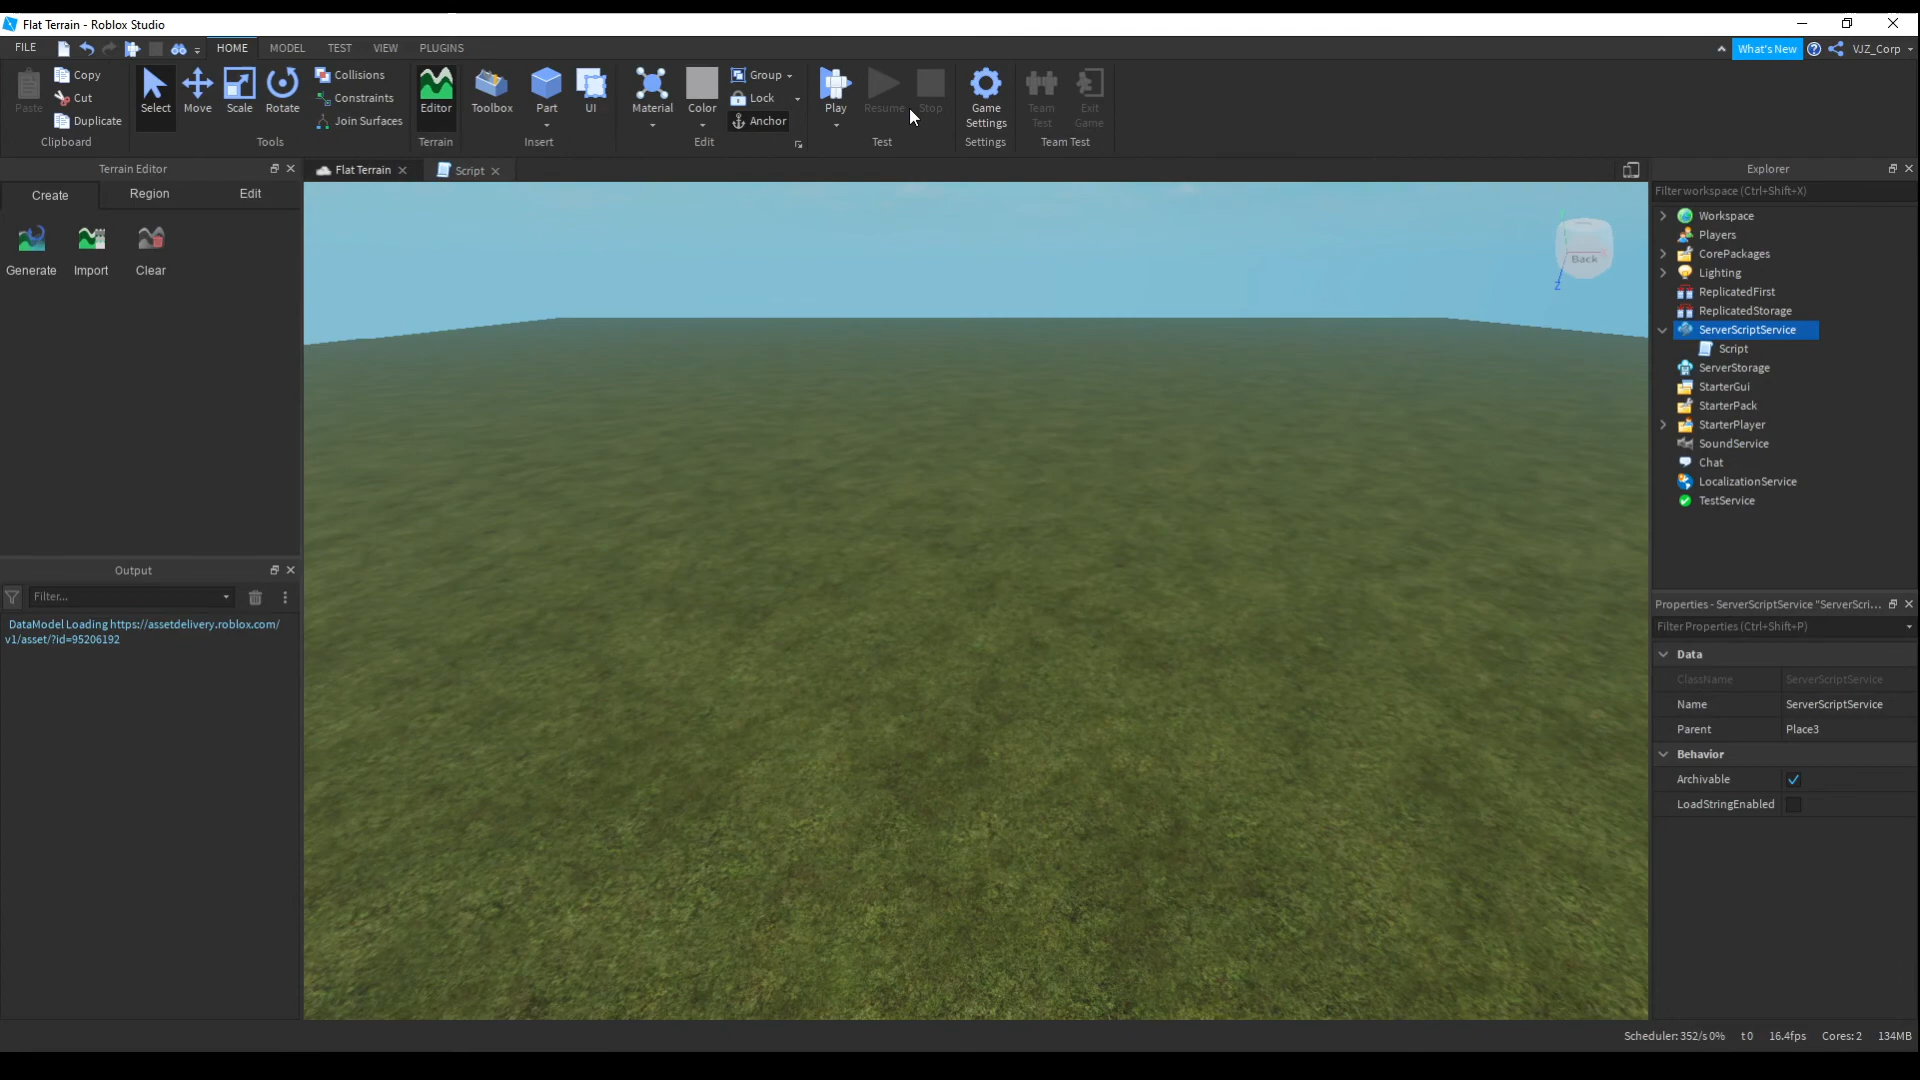 Flat Terrain - Roblox Studio
FILE
HOME
MODEL
TEST
VIEW
PLUGINS
What's New
VJZ_Corp
Paste
Copy
Cut
Duplicate
Clipboard
Select
Move
Scale
Rotate
Collisions
Constraints
Join Surfaces
Tools
Editor
Terrain
Toolbox
Part
UI
Insert
Material
Color
Group
Lock
Anchor
Edit
Play
Resume
Stop
Test
Game
Settings
Settings
Team
Test
Exit
Game
Team Test
Terrain Editor
Create
Region
Edit
Generate
Import
Clear
Output
Filter...
DataModel Loading https://assetdelivery.roblox.com/
v1/asset/?id=95206192
Flat Terrain
Script
Back
Z
Explorer
Filter workspace (Ctrl+Shift+X)
Workspace
Players
CorePackages
Lighting
ReplicatedFirst
ReplicatedStorage
ServerScriptService
Script
ServerStorage
StarterGui
StarterPack
StarterPlayer
SoundService
Chat
LocalizationService
TestService
Properties - ServerScriptService "ServerScri...
Filter Properties (Ctrl+Shift+P)
Data
ClassName ServerScriptService
Name ServerScriptService
Parent Place3
Behavior
Archivable
LoadStringEnabled
Scheduler: 352/s 0% t 0 16.4fps Cores: 2 134MB